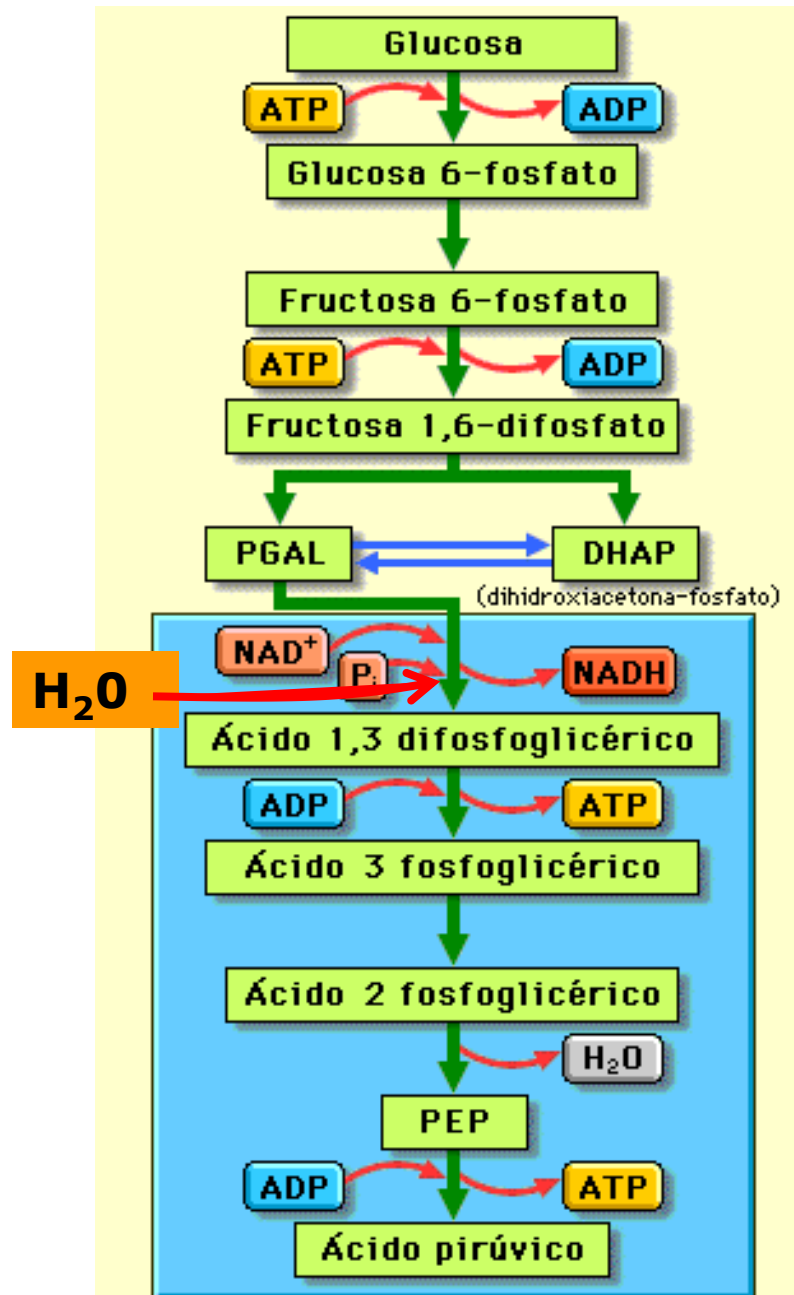 Glucosa
ATP ADP
Glucosa 6-fosfato
Fructosa 6-fosfato
ATP ADP
Fructosa 1,6-difosfato
PGAL DHAP
(dihidroxiacetona-fosfato)
NAD⁺ NADH
Pᵢ
H₂0
Ácido 1,3 difosfoglicérico
ADP ATP
Ácido 3 fosfoglicérico
Ácido 2 fosfoglicérico
H₂O
PEP
ADP ATP
Ácido pirúvico